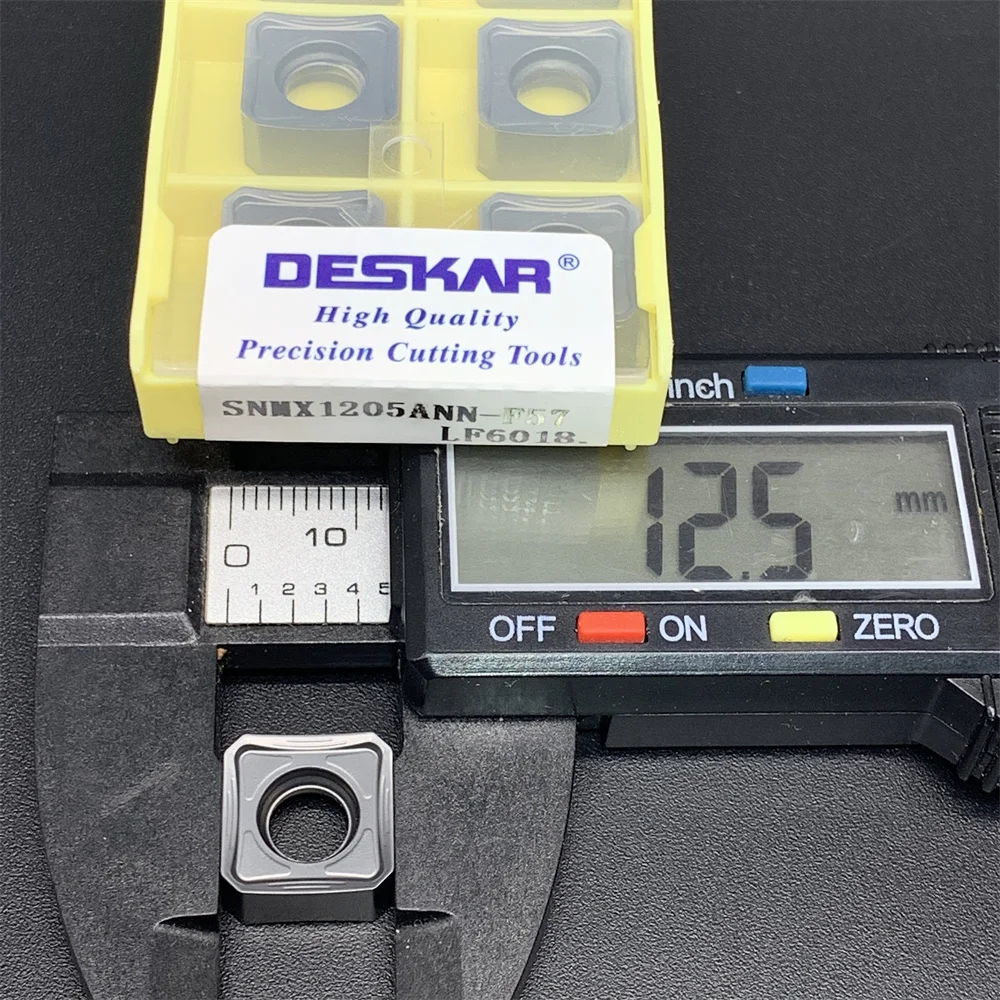 DESKAR®
High Quality
Precision Cutting Tools
SNMX1205ANN-F57
LF6018.
inch
12.5 mm
OFF ON ZERO
0 10
1 2 3 4 5